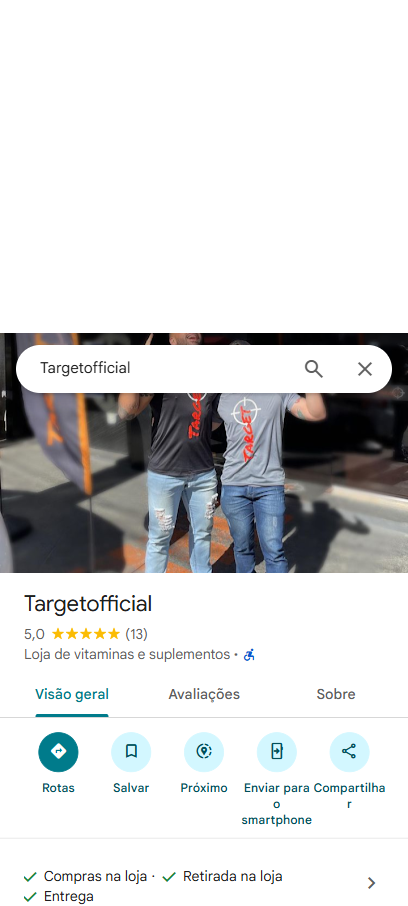 Targetofficial
TARGET
TARGET
Targetofficial
5,0 (13)
Loja de vitaminas e suplementos ·
Visão geral
Avaliações
Sobre
Rotas
Salvar
Próximo
Enviar para
o
smartphone
Compartilha
r
Compras na loja · Retirada na loja
Entrega